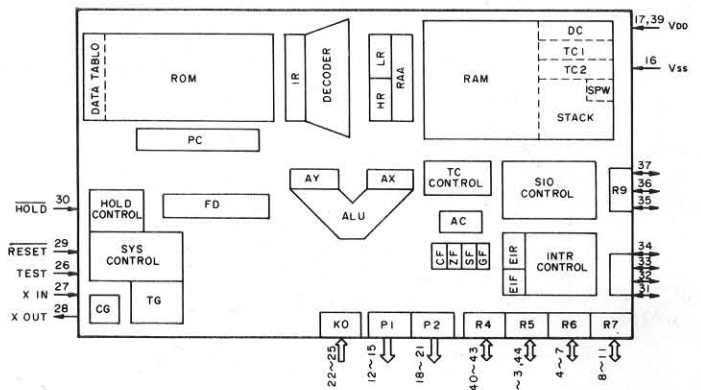 17,39 VDD
16 VSS
DATA TABLO
ROM
IR
DECODER
HR
LR
RAA
RAM
DC
TC1
TC2
SPW
STACK
PC
AY
AX
ALU
TC
CONTROL
SIO
CONTROL
R9
37
36
35
30
HOLD
HOLD
CONTROL
FD
AC
CF
ZF
SF
GF
EIR
EIF
INTR
CONTROL
34
33
32
31
29
RESET
26
TEST
27
X IN
28
X OUT
SYS
CONTROL
CG
TG
K0
P1
P2
R4
R5
R6
R7
22~25
12~15
18~21
40~43
~3,44
4~7
8~11